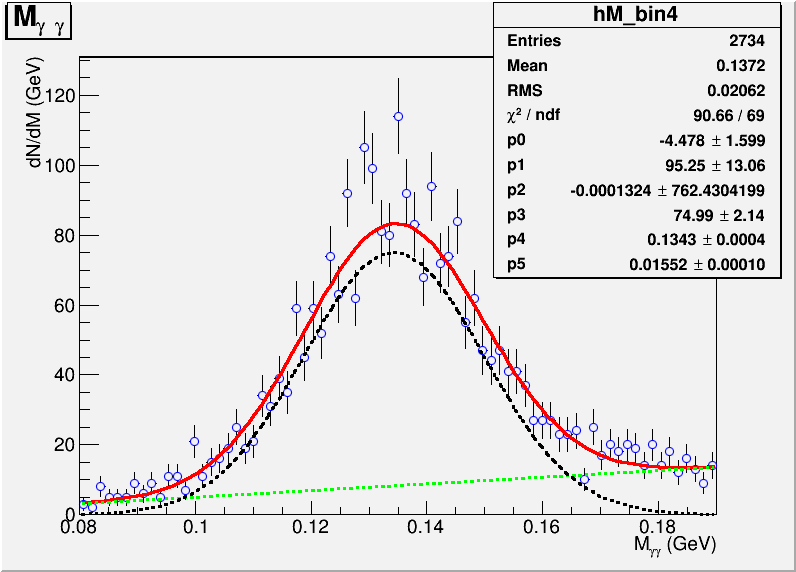 M γ γ
hM_bin4
Entries 2734
Mean 0.1372
RMS 0.02062
χ² / ndf 90.66 / 69
p0 -4.478 ± 1.599
p1 95.25 ± 13.06
p2 -0.0001324 ± 762.4304199
p3 74.99 ± 2.14
p4 0.1343 ± 0.0004
p5 0.01552 ± 0.00010
dN/dM (GeV)
120
100
80
60
40
20
0
0.08 0.1 0.12 0.14 0.16 0.18
M γγ (GeV)